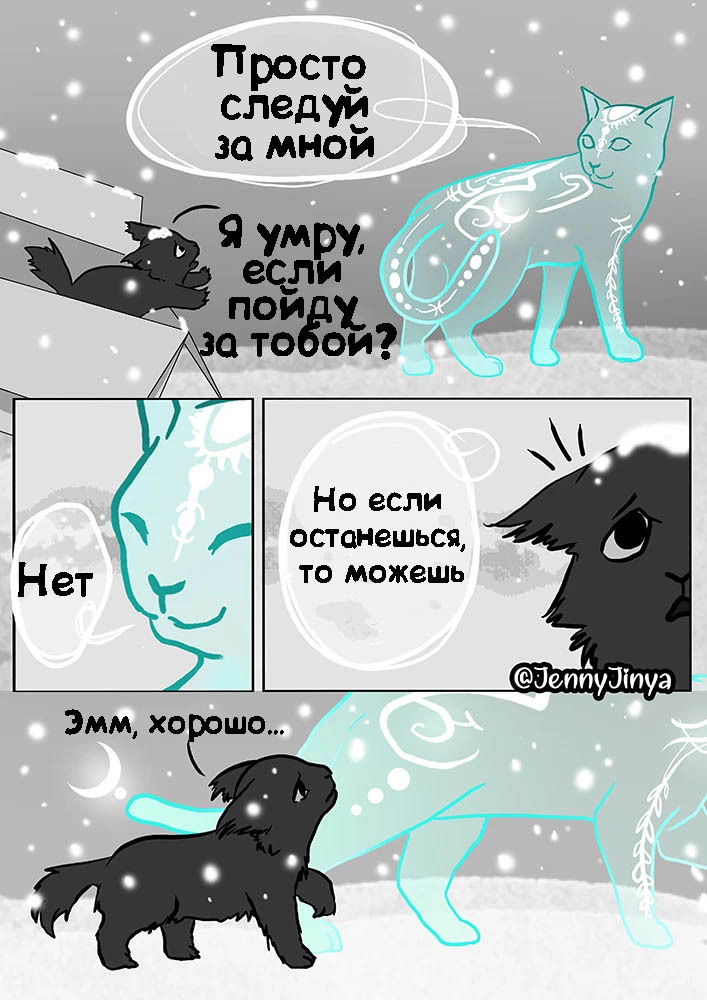 Просто
следуй
за мной
Я умру,
если
пойду
за тобой?
Нет
Но если
останешься,
то можешь
@JennyJinya
Эмм, хорошо...